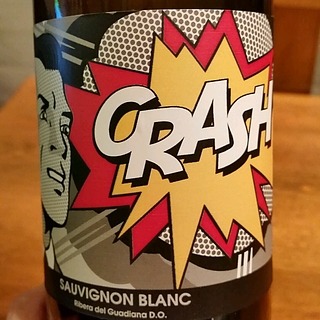 CRASH
SAUVIGNON BLANC
Ribera del Guadiana D.O.